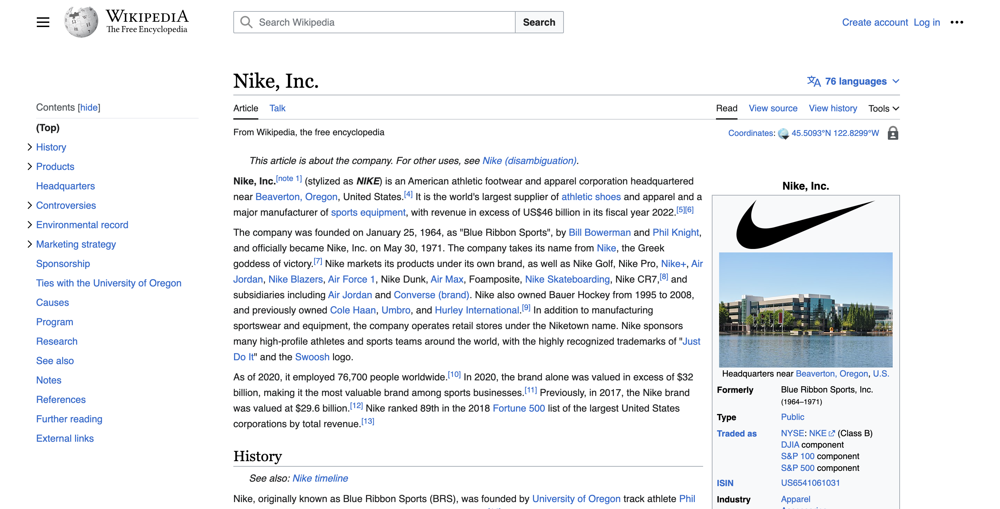 WIKIPEDIA
The Free Encyclopedia
Search Wikipedia
Search
Create account Log in
Contents [hide]
(Top)
History
Products
Headquarters
Controversies
Environmental record
Marketing strategy
Sponsorship
Ties with the University of Oregon
Causes
Program
Research
See also
Notes
References
Further reading
External links
Nike, Inc.
76 languages
Article Talk
Read View source View history Tools
From Wikipedia, the free encyclopedia
Coordinates: 45.5093°N 122.8299°W
This article is about the company. For other uses, see Nike (disambiguation).
Nike, Inc.[note 1] (stylized as NIKE) is an American athletic footwear and apparel corporation headquartered
near Beaverton, Oregon, United States.[4] It is the world's largest supplier of athletic shoes and apparel and a
major manufacturer of sports equipment, with revenue in excess of US$46 billion in its fiscal year 2022.[5][6]
The company was founded on January 25, 1964, as "Blue Ribbon Sports", by Bill Bowerman and Phil Knight,
and officially became Nike, Inc. on May 30, 1971. The company takes its name from Nike, the Greek
goddess of victory.[7] Nike markets its products under its own brand, as well as Nike Golf, Nike Pro, Nike+, Air
Jordan, Nike Blazers, Air Force 1, Nike Dunk, Air Max, Foamposite, Nike Skateboarding, Nike CR7,[8] and
subsidiaries including Air Jordan and Converse (brand). Nike also owned Bauer Hockey from 1995 to 2008,
and previously owned Cole Haan, Umbro, and Hurley International.[9] In addition to manufacturing
sportswear and equipment, the company operates retail stores under the Niketown name. Nike sponsors
many high-profile athletes and sports teams around the world, with the highly recognized trademarks of "Just
Do It" and the Swoosh logo.
As of 2020, it employed 76,700 people worldwide.[10] In 2020, the brand alone was valued in excess of $32
billion, making it the most valuable brand among sports businesses.[11] Previously, in 2017, the Nike brand
was valued at $29.6 billion.[12] Nike ranked 89th in the 2018 Fortune 500 list of the largest United States
corporations by total revenue.[13]
History
See also: Nike timeline
Nike, originally known as Blue Ribbon Sports (BRS), was founded by University of Oregon track athlete Phil
Nike, Inc.
Headquarters near Beaverton, Oregon, U.S.
Formerly Blue Ribbon Sports, Inc.
(1964–1971)
Type Public
Traded as NYSE: NKE (Class B)
DJIA component
S&P 100 component
S&P 500 component
ISIN US6541061031
Industry Apparel